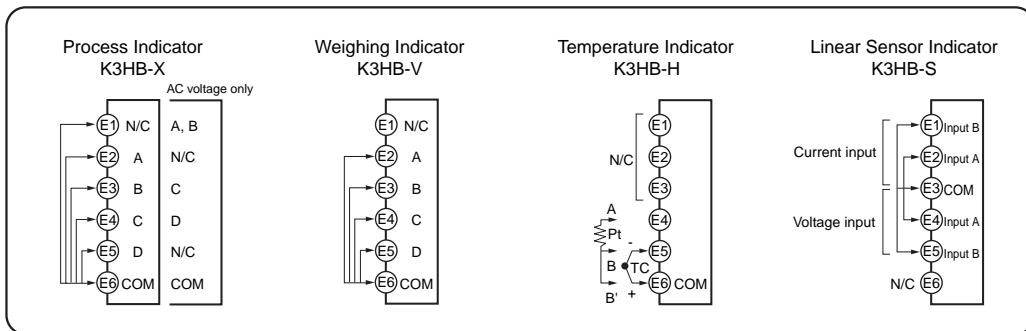 Process Indicator
K3HB-X
AC voltage only
E1 N/C A, B
E2 A N/C
E3 B C
E4 C D
E5 D N/C
E6 COM COM
Weighing Indicator
K3HB-V
E1 N/C
E2 A
E3 B
E4 C
E5 D
E6 COM
Temperature Indicator
K3HB-H
E1
N/C E2
E3
A E4
Pt
- E5
B TC
E6 COM
B' +
Linear Sensor Indicator
K3HB-S
E1 Input B
Current input
E2 Input A
E3 COM
Voltage input
E4 Input A
E5 Input B
N/C E6